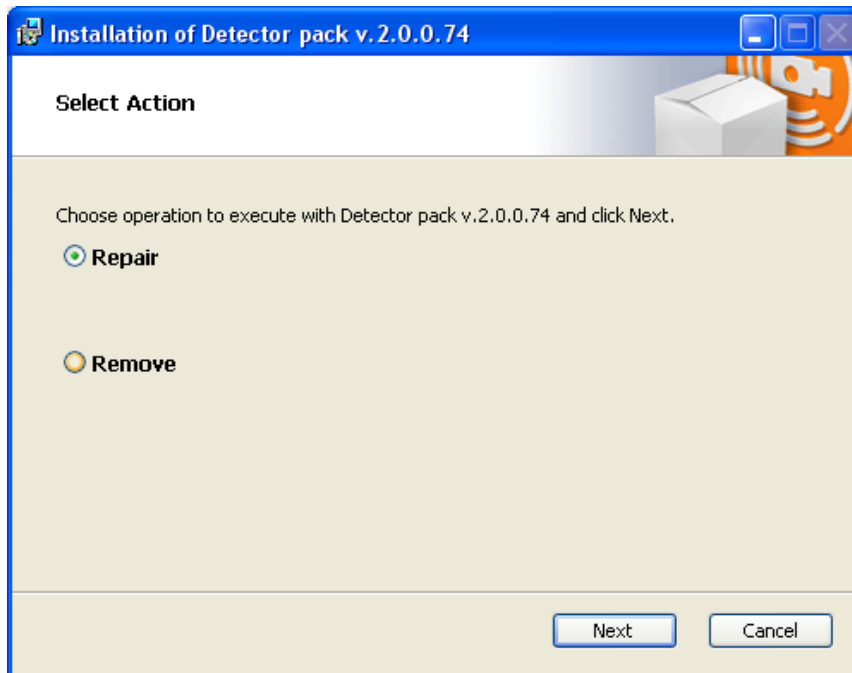 Installation of Detector pack v.2.0.0.74
Select Action
Choose operation to execute with Detector pack v.2.0.0.74 and click Next.
Repair
Remove
Next
Cancel